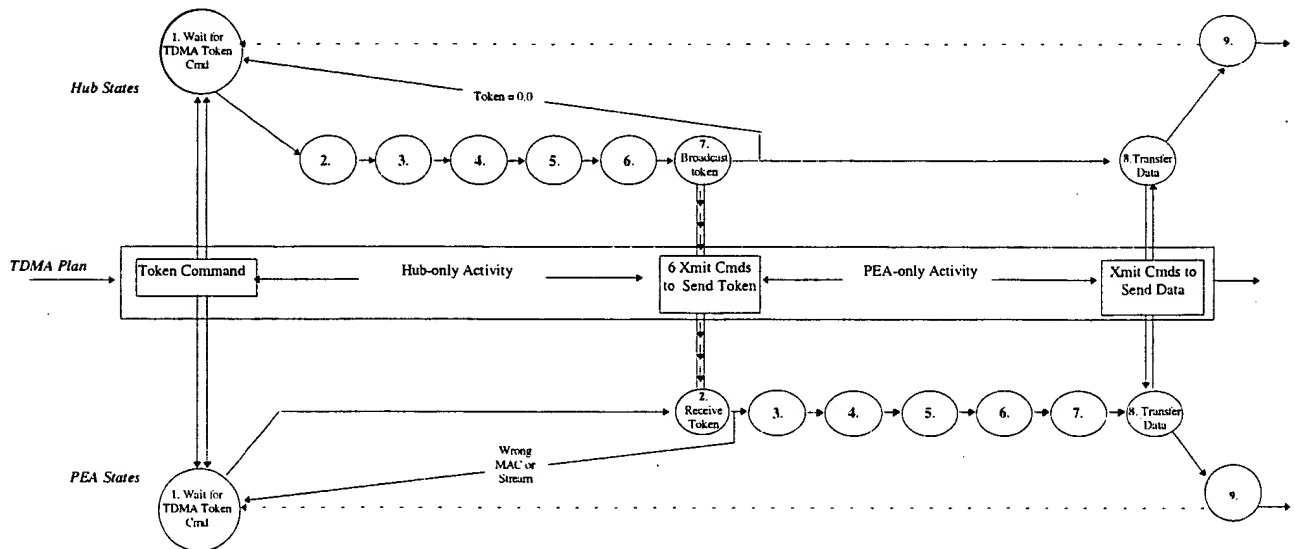 1. Wait for
TDMA Token
Cmd
9.
Hub States
Token = 0,0
2.
3.
4.
5.
6.
7.
Broadcast
token
8. Transfer
Data
TDMA Plan
Token Command
Hub-only Activity
6 Xmit Cmds
to Send Token
PEA-only Activity
Xmit Cmds to
Send Data
2.
Receive
Token
3.
4.
5.
6.
7.
8. Transfer
Data
Wrong
MAC or
Stream
PEA States
1. Wait for
TDMA Token
Cmd
9.